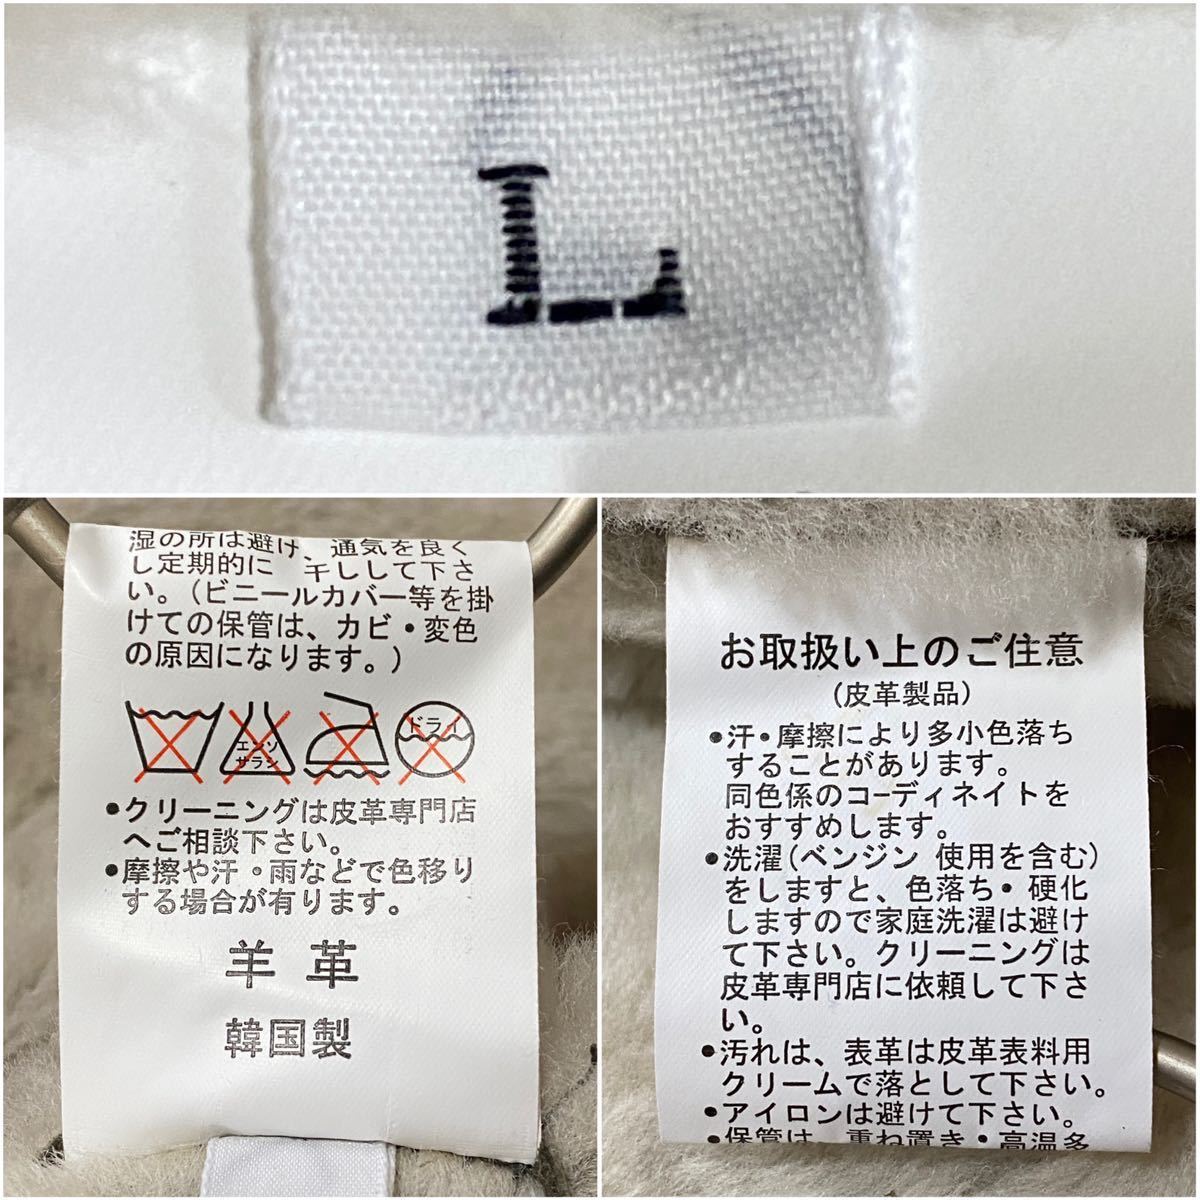 L
湿の所は避け、通気を良く
し定期的に 干しして下さ
い。(ビニールカバー等を掛
けての保管は、カビ・変色
の原因になります。)
エンソ
サラシ
ドライ
•クリーニングは皮革専門店
へご相談下さい。
•摩擦や汗・雨などで色移り
する場合が有ります。
羊革
韓国製
お取扱い上のご住意
(皮革製品)
•汗・摩擦により多小色落ち
することがあります。
同色係のコーディネイトを
おすすめします。
•洗濯(ベンジン 使用を含む)
をしますと、色落ち・硬化
しますので家庭洗濯は避け
て下さい。クリーニングは
皮革専門店に依頼して下さ
い。
•汚れは、表革は皮革表料用
クリームで落として下さい。
•アイロンは避けて下さい。
•保管は、重ね置き・高温多